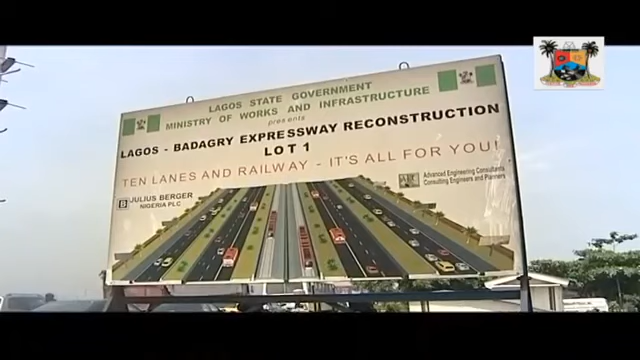 LAGOS STATE GOVERNMENT
MINISTRY OF WORKS AND INFRASTRUCTURE
presents
LAGOS - BADAGRY EXPRESSWAY RECONSTRUCTION
LOT 1
TEN LANES AND RAILWAY - IT'S ALL FOR YOU!
JULIUS BERGER
NIGERIA PLC
Advanced Engineering Consultants
Consulting Engineers and Planners